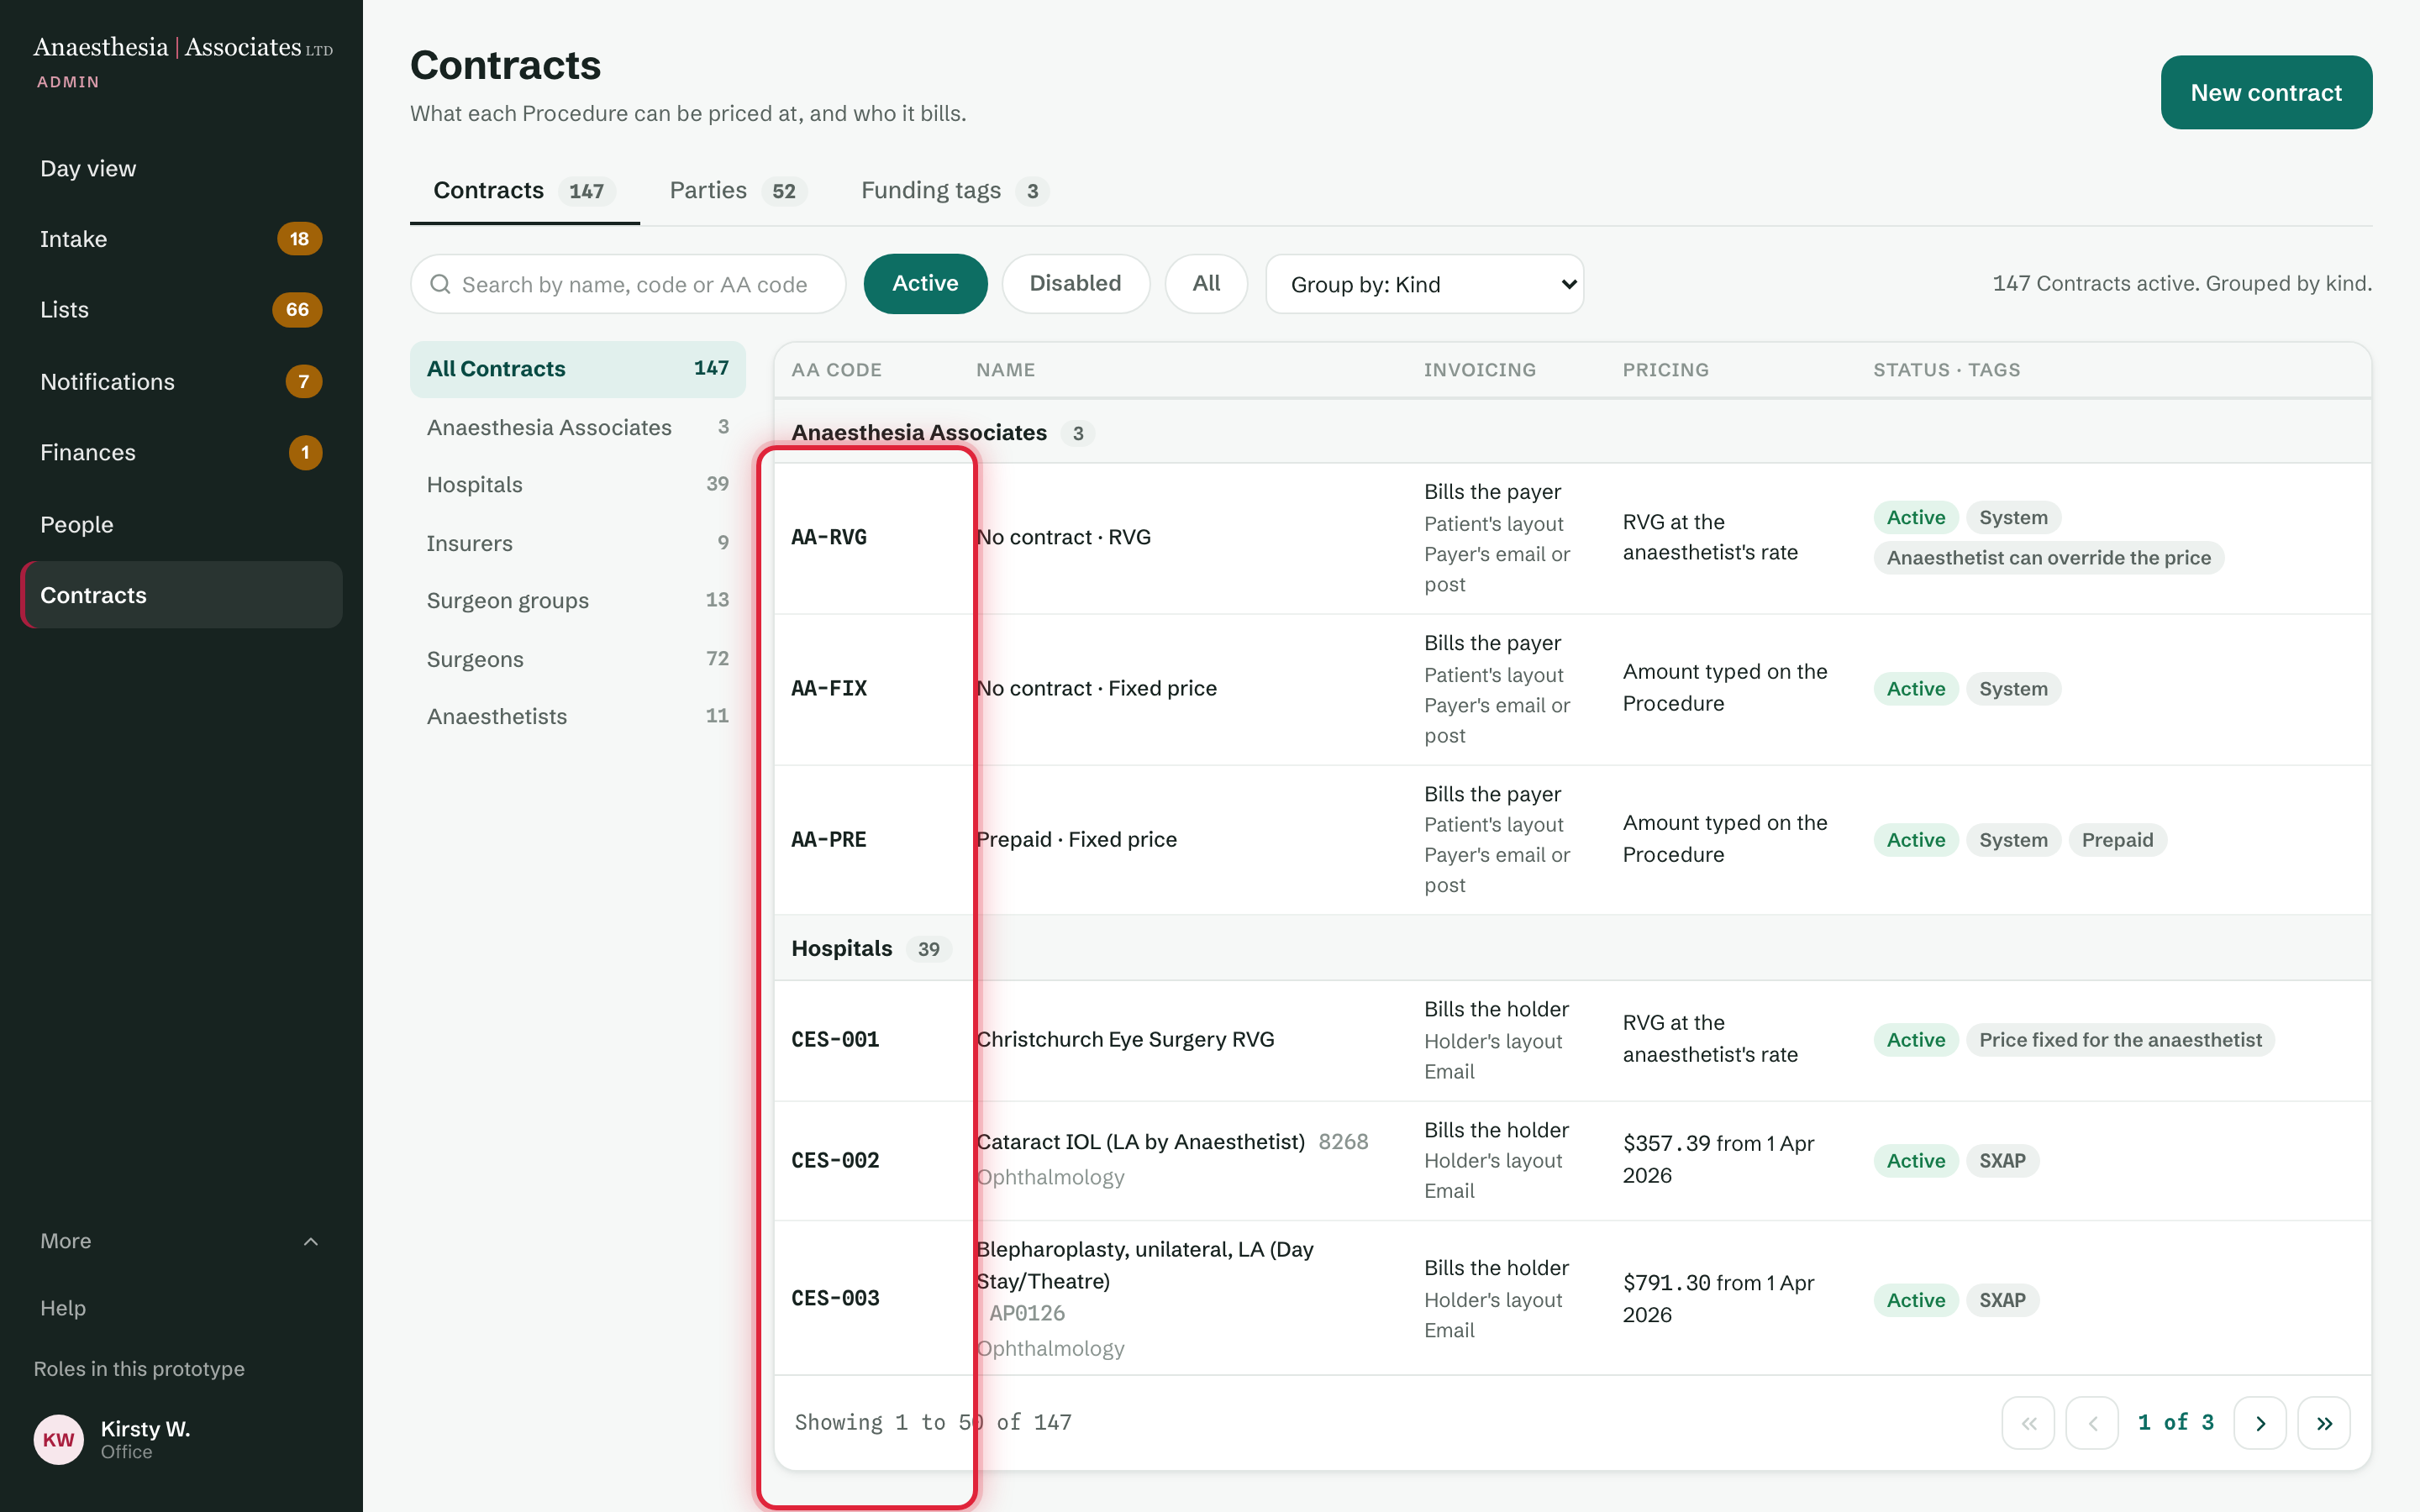 Anaesthesia | Associates LTD
ADMIN
Day view
Intake 18
Lists 66
Notifications 7
Finances 1
People
Contracts
More
Help
Roles in this prototype
KW
Kirsty W.
Office
Contracts
What each Procedure can be priced at, and who it bills.
New contract
Contracts 147 Parties 52 Funding tags 3
Search by name, code or AA code Active Disabled All Group by: Kind 147 Contracts active. Grouped by kind.
All Contracts 147
Anaesthesia Associates 3
Hospitals 39
Insurers 9
Surgeon groups 13
Surgeons 72
Anaesthetists 11
AA CODE NAME INVOICING PRICING STATUS · TAGS
Anaesthesia Associates 3
AA-RVG
No contract · RVG
Bills the payer
Patient's layout
Payer's email or
post
RVG at the
anaesthetist's rate
Active System
Anaesthetist can override the price
AA-FIX
No contract · Fixed price
Bills the payer
Patient's layout
Payer's email or
post
Amount typed on the
Procedure
Active System
AA-PRE
Prepaid · Fixed price
Bills the payer
Patient's layout
Payer's email or
post
Amount typed on the
Procedure
Active System Prepaid
Hospitals 39
CES-001
Christchurch Eye Surgery RVG
Bills the holder
Holder's layout
Email
RVG at the
anaesthetist's rate
Active Price fixed for the anaesthetist
CES-002
Cataract IOL (LA by Anaesthetist) 8268
Ophthalmology
Bills the holder
Holder's layout
Email
$357.39 from 1 Apr
2026
Active SXAP
CES-003
Blepharoplasty, unilateral, LA (Day
Stay/Theatre)
AP0126
Ophthalmology
Bills the holder
Holder's layout
Email
$791.30 from 1 Apr
2026
Active SXAP
Showing 1 to 50 of 147
1 of 3